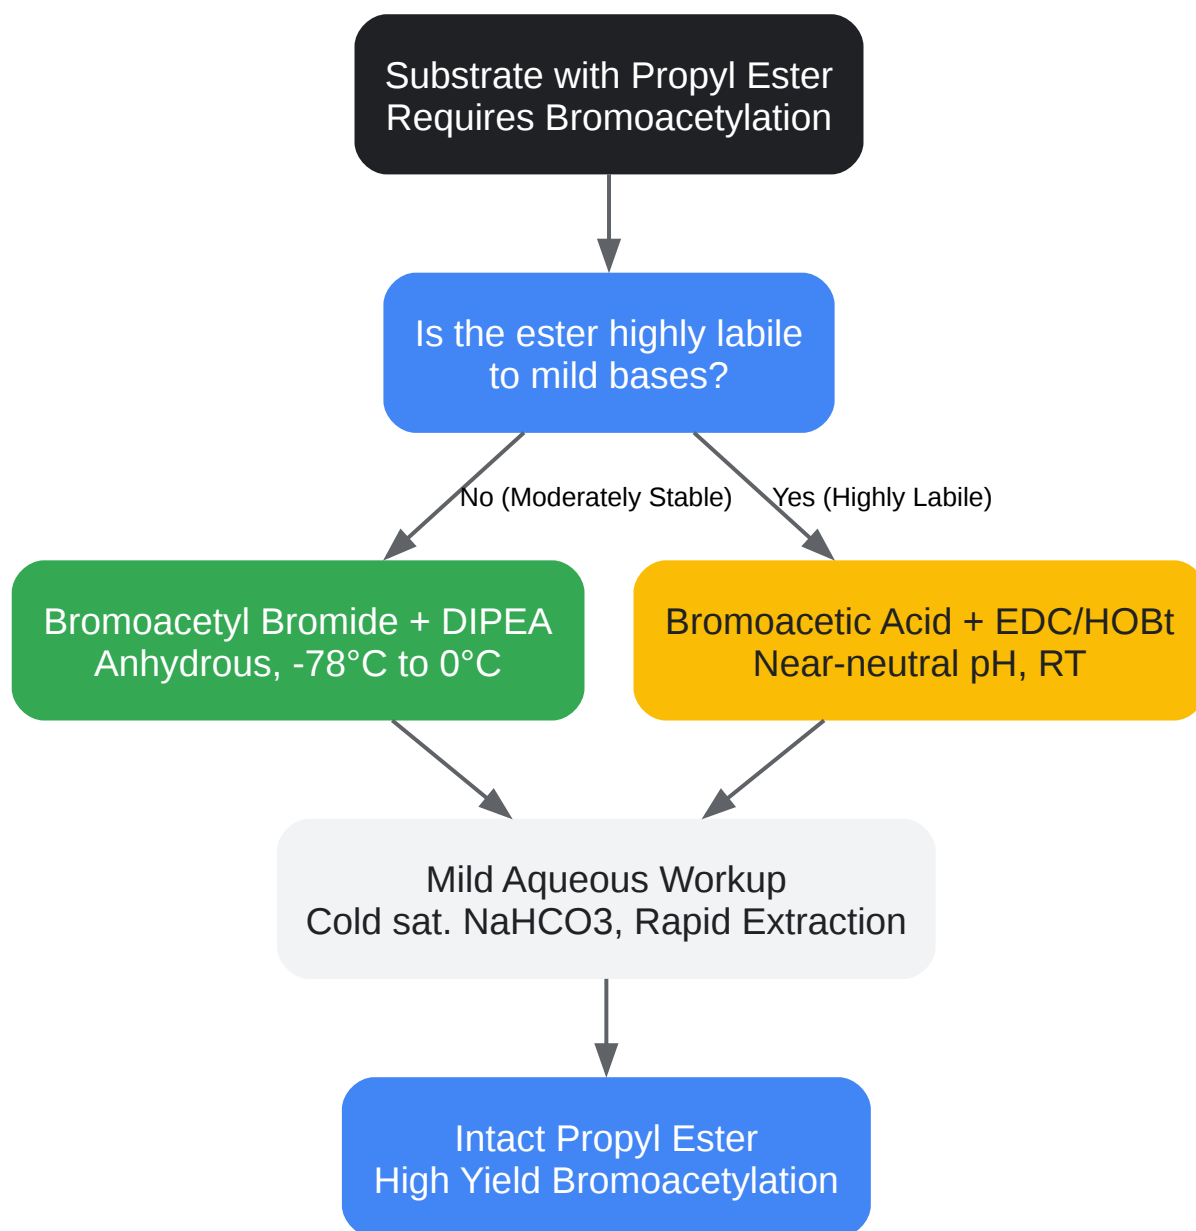 Substrate with Propyl Ester
Requires Bromoacetylation
Is the ester highly labile
to mild bases?
No (Moderately Stable)
Yes (Highly Labile)
Bromoacetyl Bromide + DIPEA
Anhydrous, -78°C to 0°C
Bromoacetic Acid + EDC/HOBt
Near-neutral pH, RT
Mild Aqueous Workup
Cold sat. NaHCO3, Rapid Extraction
Intact Propyl Ester
High Yield Bromoacetylation